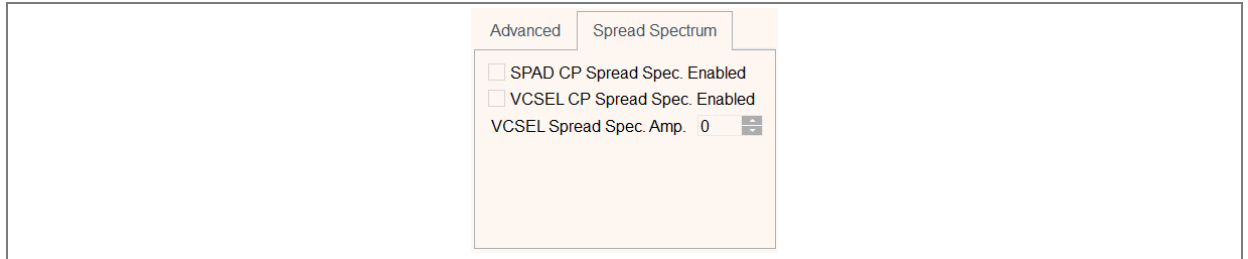 Advanced Spread Spectrum
SPAD CP Spread Spec. Enabled
VCSEL CP Spread Spec. Enabled
VCSEL Spread Spec. Amp. 0